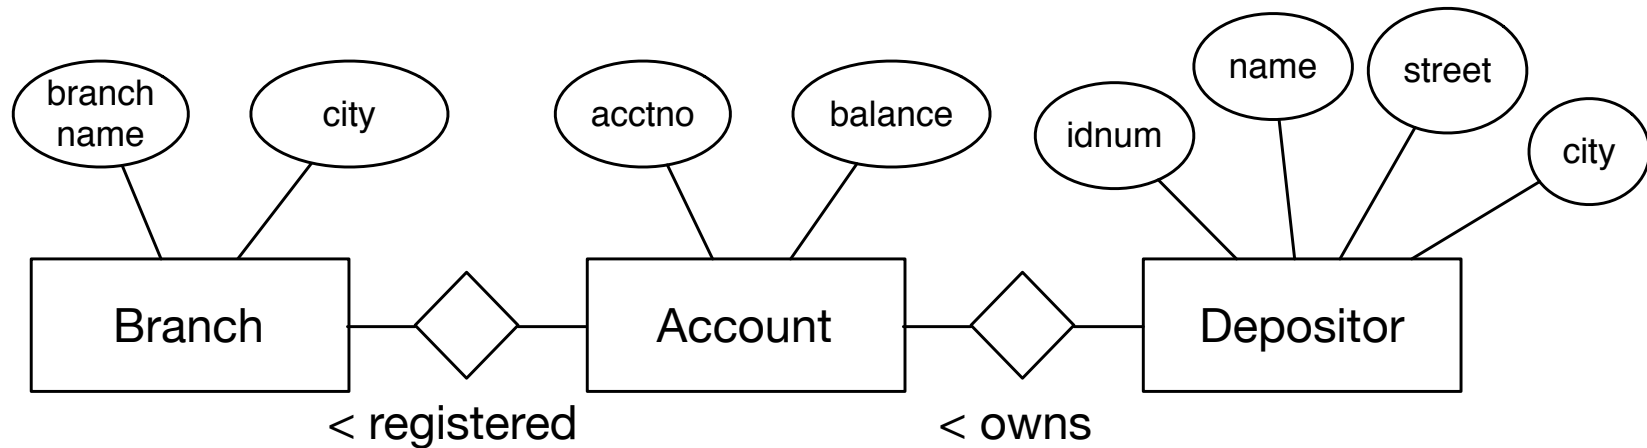 branch
name
city
acctno
balance
idnum
name
street
city
Branch
Account
Depositor
< registered
< owns